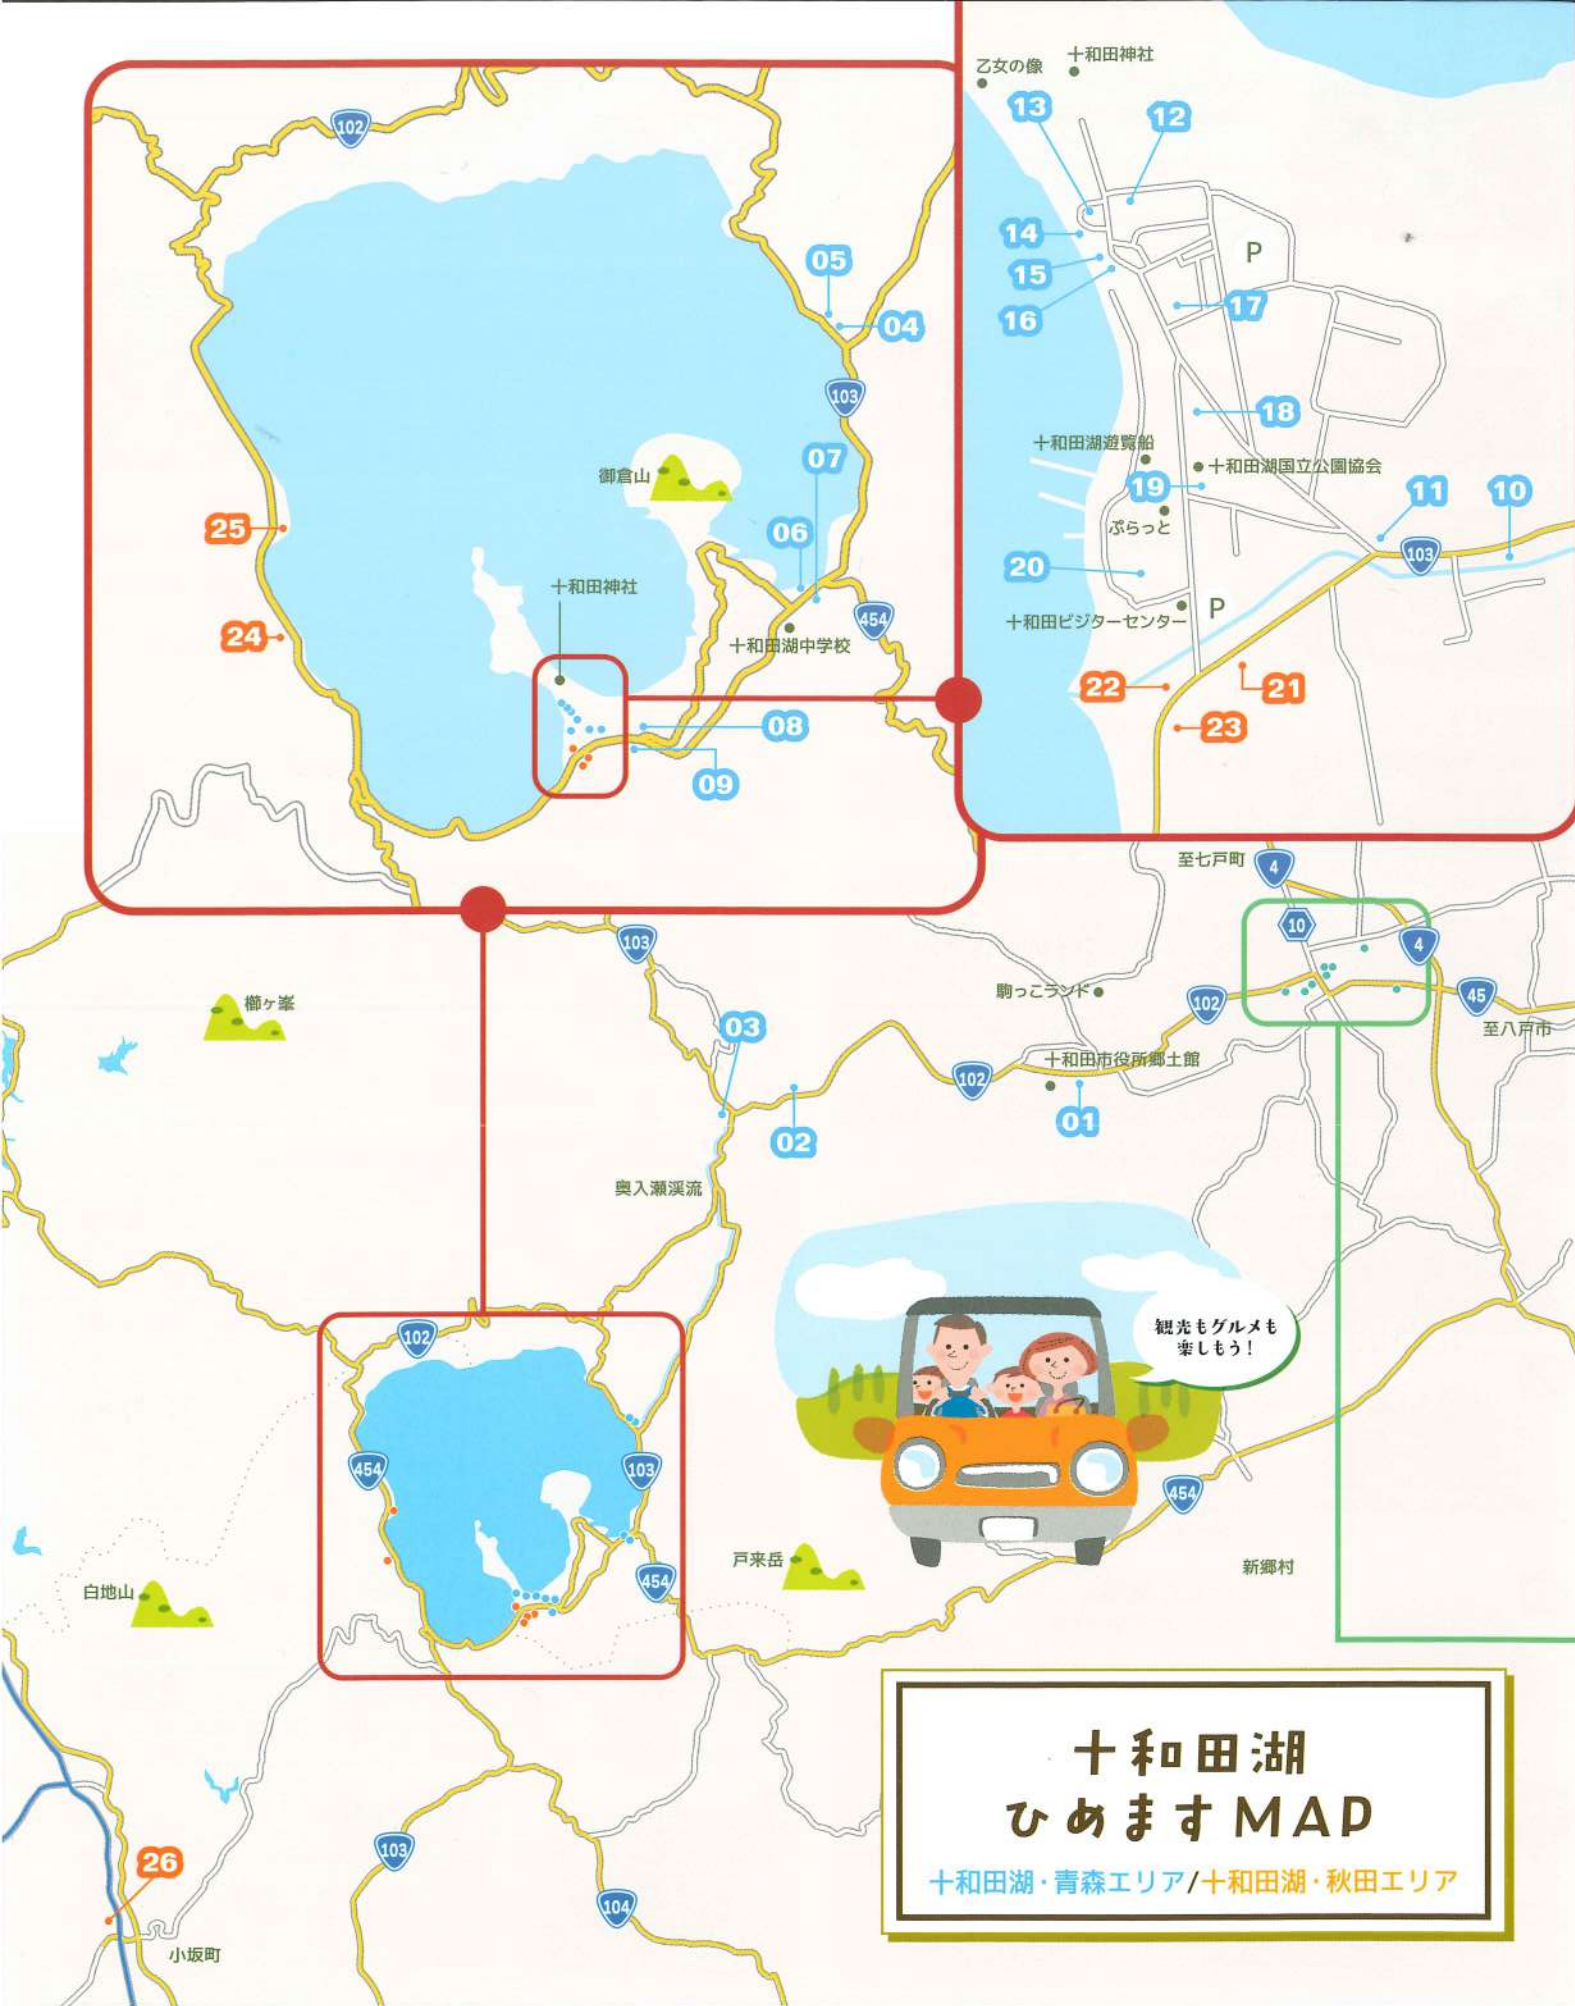 乙女の像
十和田神社
13
12
102
14
P
05
15
17
04
16
103
18
十和田湖遊覧船
07
十和田湖国立公園協会
御倉山
19
11
10
25
ぷらっと
06
103
20
十和田神社
P
454
十和田ビジターセンター
24
十和田湖中学校
22
21
08
23
09
至七戸町
4
10
4
103
駒っこランド
102
45
櫛ヶ峯
03
至八戸市
十和田市役所郷土館
102
01
02
奥入瀬渓流
102
観光もグルメも
楽しもう!
454
103
454
戸来岳
新郷村
454
白地山
十和田湖
ひめますMAP
103
26
十和田湖・青森エリア/十和田湖・秋田エリア
104
小坂町